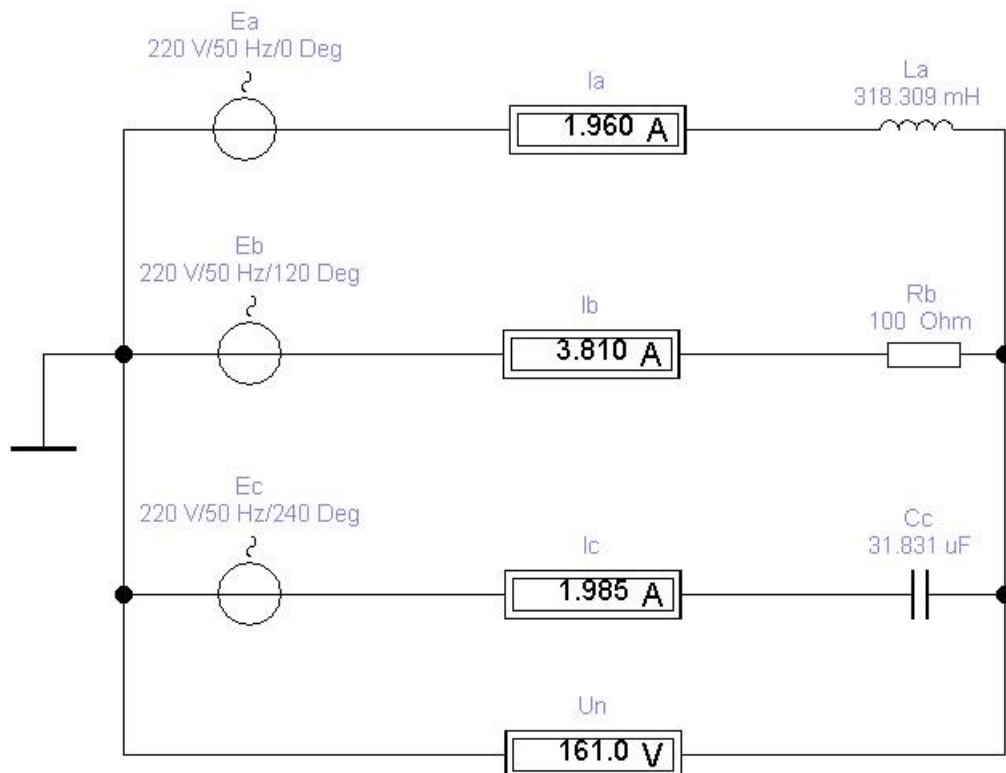 Ea
220 V/50 Hz/0 Deg
Ia
1.960 A
La
318.309 mH
Eb
220 V/50 Hz/120 Deg
Ib
3.810 A
Rb
100 Ohm
Ec
220 V/50 Hz/240 Deg
Ic
1.985 A
Cc
31.831 uF
Un
161.0 V